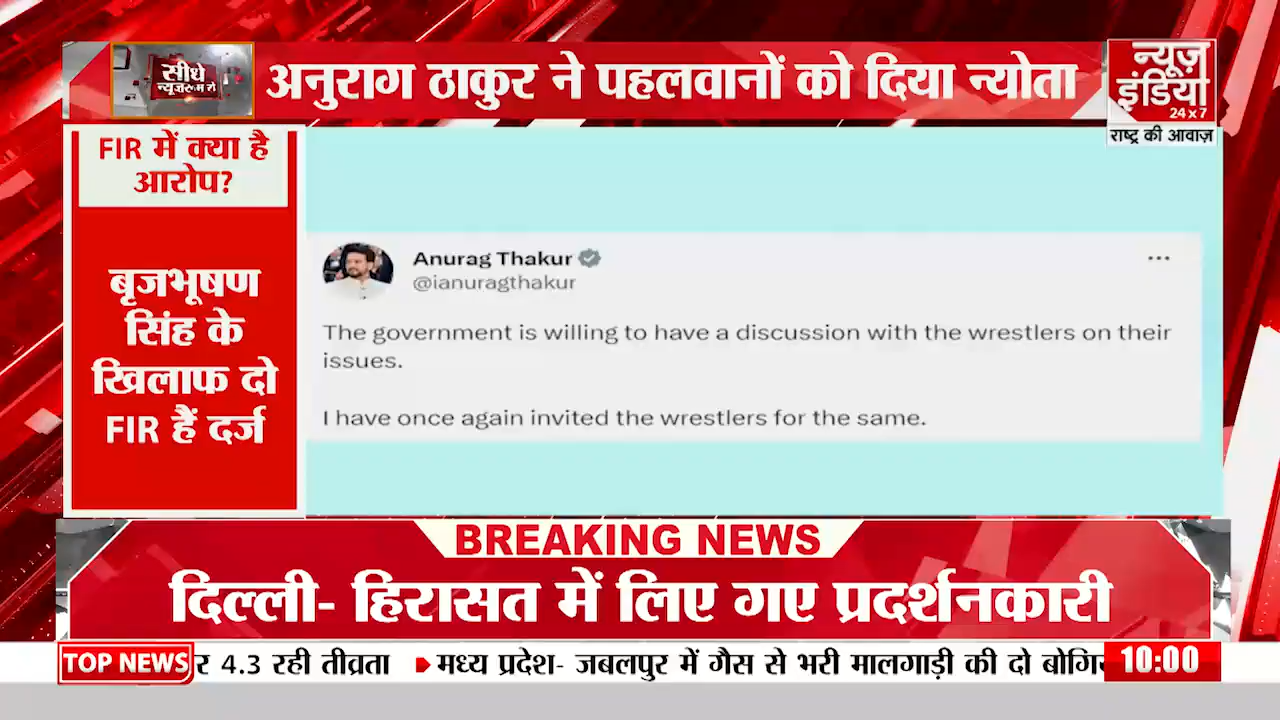 सीधे
न्यूज़रूम से
अनुराग ठाकुर ने पहलवानों को दिया न्योता
न्यूज़
इंडिया
24x7
राष्ट्र की आवाज़
FIR में क्या है
आरोप?
बृजभूषण
सिंह के
खिलाफ दो
FIR हैं दर्ज
Anurag Thakur
@ianuragthakur
The government is willing to have a discussion with the wrestlers on their
issues.
I have once again invited the wrestlers for the same.
BREAKING NEWS
दिल्ली- हिरासत में लिए गए प्रदर्शनकारी
TOP NEWS
4.3 रही तीव्रता मध्य प्रदेश- जबलपुर में गैस से भरी मालगाड़ी की दो
10:00